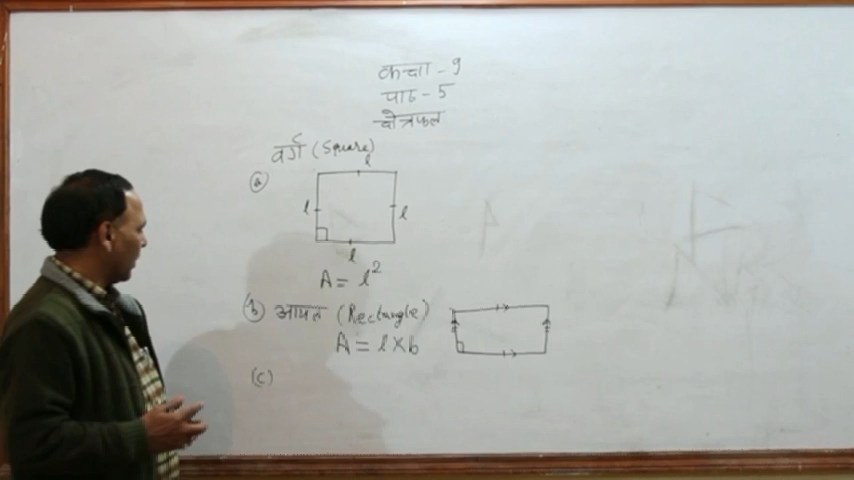 कक्षा - 9
पाठ - 5
क्षेत्रफल
वर्ग (Square)
(a)
l
l
l
l
A = l²
(b) आयत (Rectangle)
A = l × b
(c)